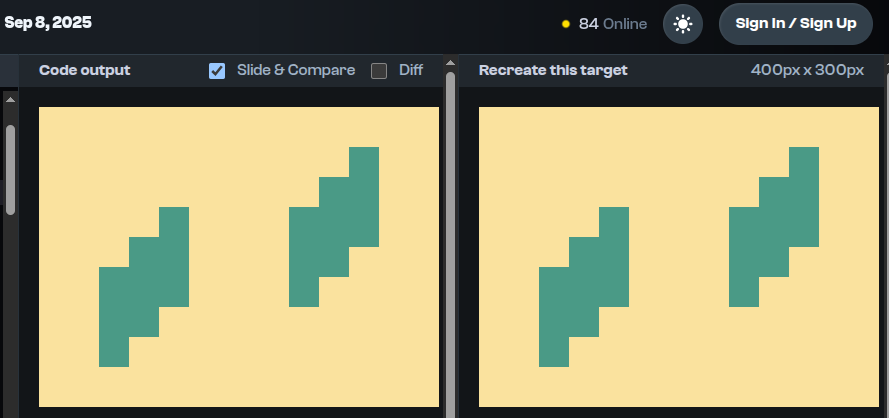 Sep 8, 2025
84 Online
Sign In / Sign Up
Code output
Slide & Compare
Diff
Recreate this target
400px x 300px